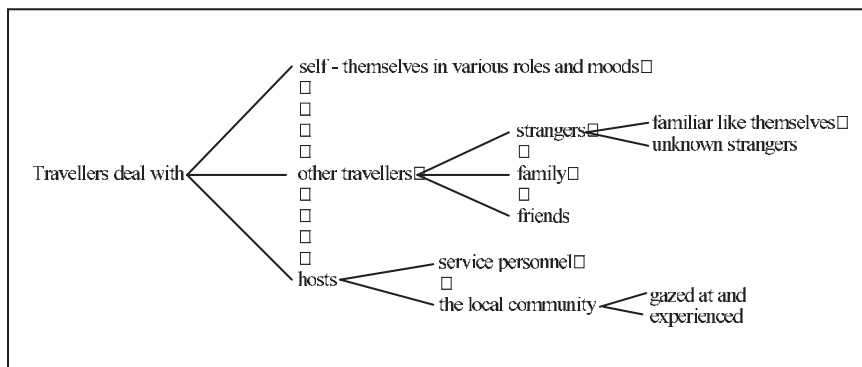 self - themselves in various roles and moods□
□
□
□
□
strangers□
familiar like themselves□
unknown strangers
□
Travellers deal with
other travellers□
family□
□
□
□
friends
□
□
hosts
service personnel□
□
the local community
gazed at and
experienced